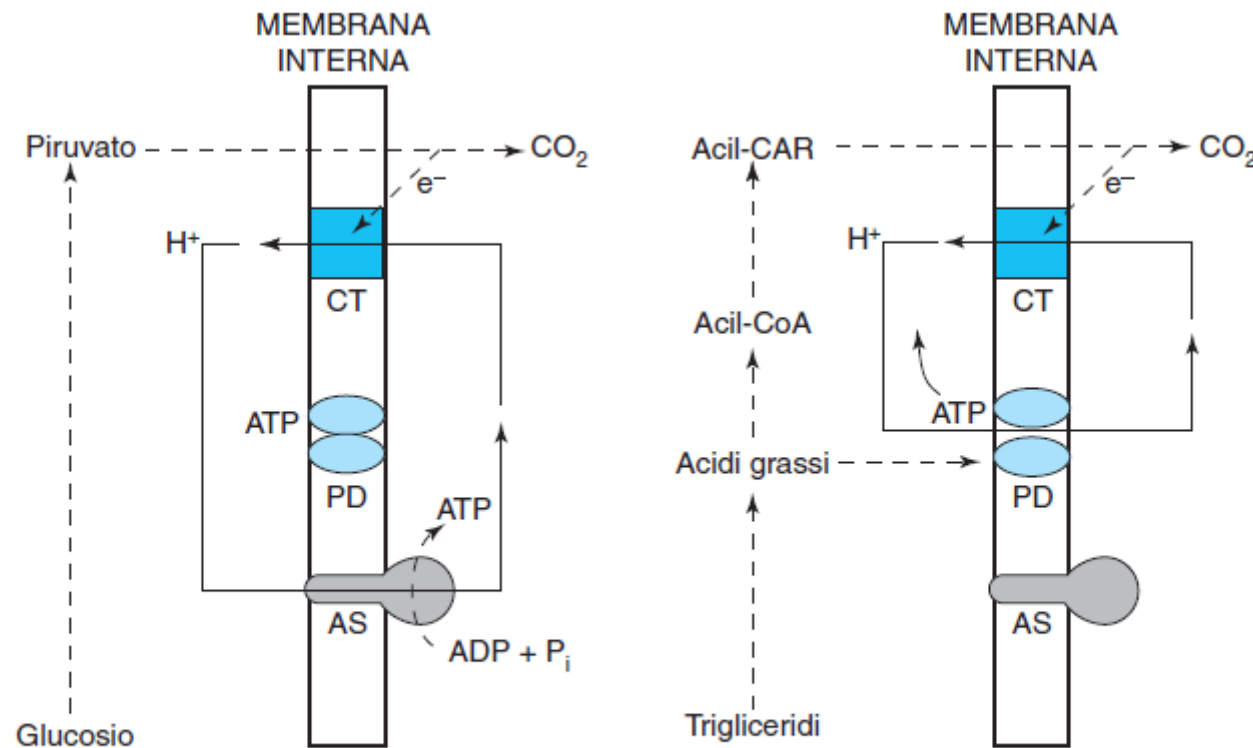 MEMBRANA
INTERNA
Piruvato
CO₂
e⁻
H⁺
CT
ATP
PD
ATP
AS
ADP + Pᵢ
Glucosio
MEMBRANA
INTERNA
Acil-CAR
CO₂
e⁻
H⁺
CT
Acil-CoA
ATP
Acidi grassi
PD
AS
Trigliceridi